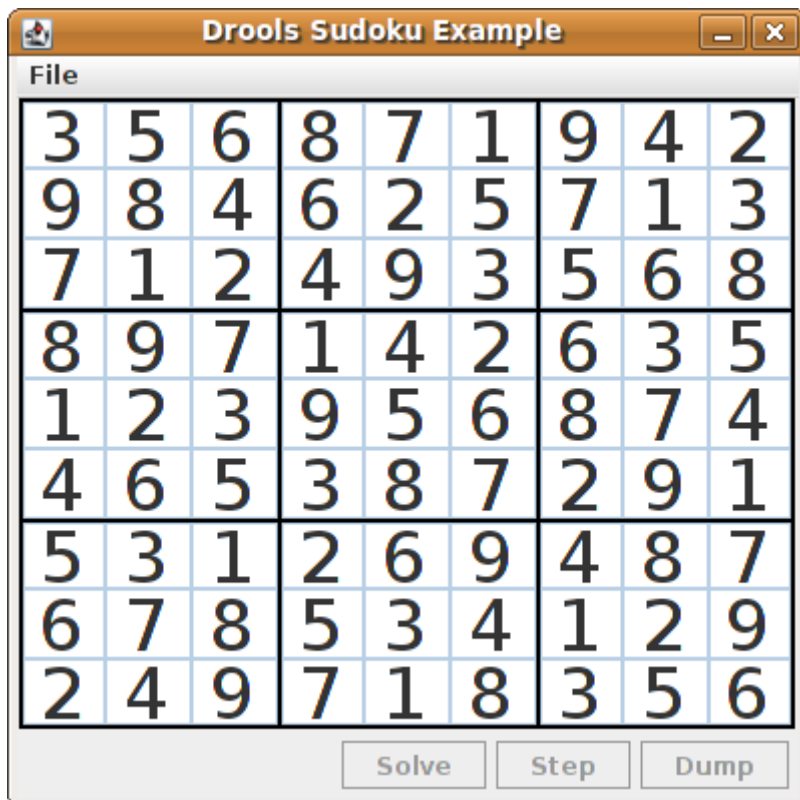 Drools Sudoku Example
File
3 5 6 8 7 1 9 4 2
9 8 4 6 2 5 7 1 3
7 1 2 4 9 3 5 6 8
8 9 7 1 4 2 6 3 5
1 2 3 9 5 6 8 7 4
4 6 5 3 8 7 2 9 1
5 3 1 2 6 9 4 8 7
6 7 8 5 3 4 1 2 9
2 4 9 7 1 8 3 5 6
Solve Step Dump